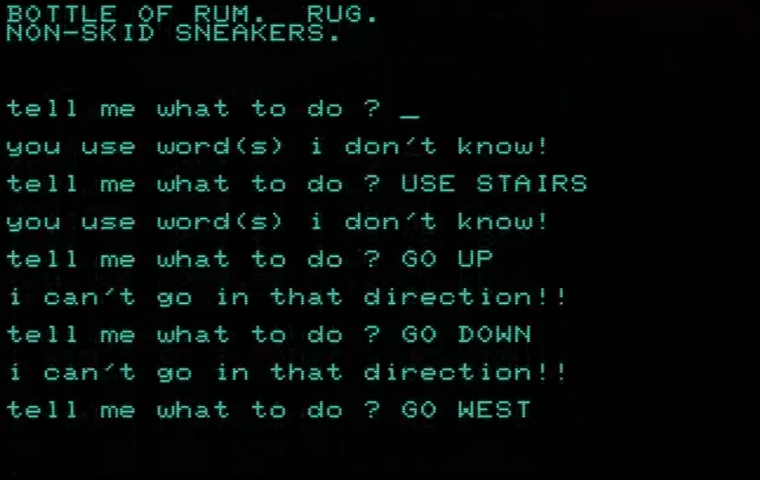 BOTTLE OF RUM.  RUG.
NON-SKID SNEAKERS.
tell me what to do ? _
you use word(s) i don't know!
tell me what to do ? USE STAIRS
you use word(s) i don't know!
tell me what to do ? GO UP
i can't go in that direction!!
tell me what to do ? GO DOWN
i can't go in that direction!!
tell me what to do ? GO WEST